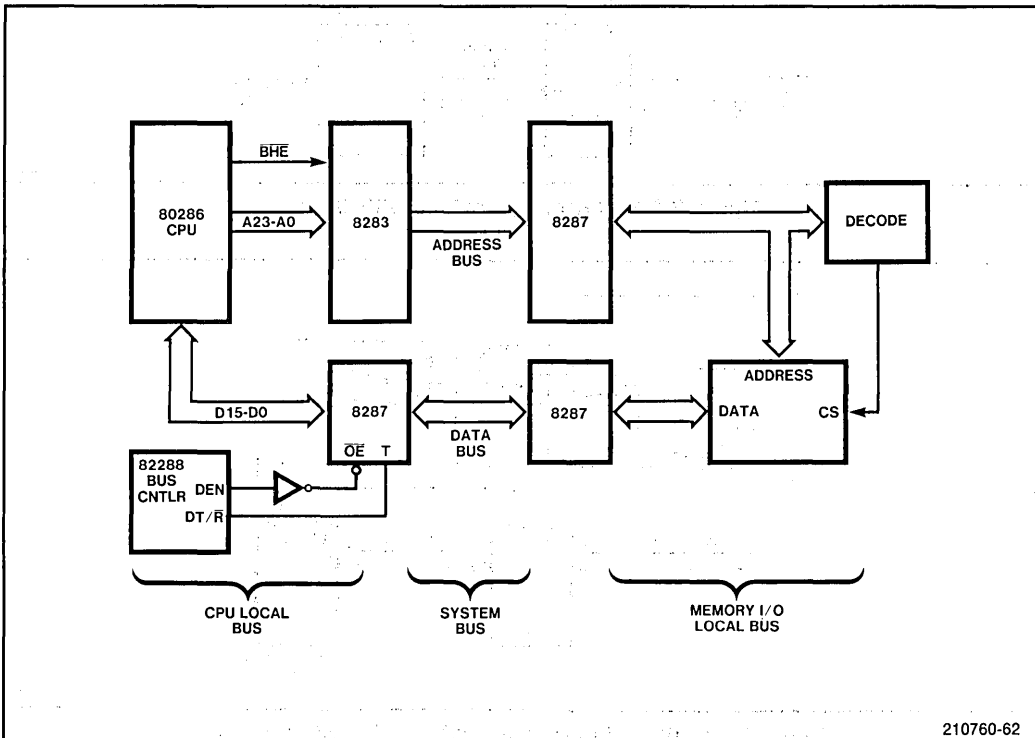 BHE
80286
CPU
A23-A0
8283
ADDRESS
BUS
8287
DECODE
D15-D0
8287
OE T
DATA
BUS
8287
ADDRESS
DATA
CS
82288
BUS
CNTLR
DEN
DT/R
CPU LOCAL
BUS
SYSTEM
BUS
MEMORY I/O
LOCAL BUS
210760-62